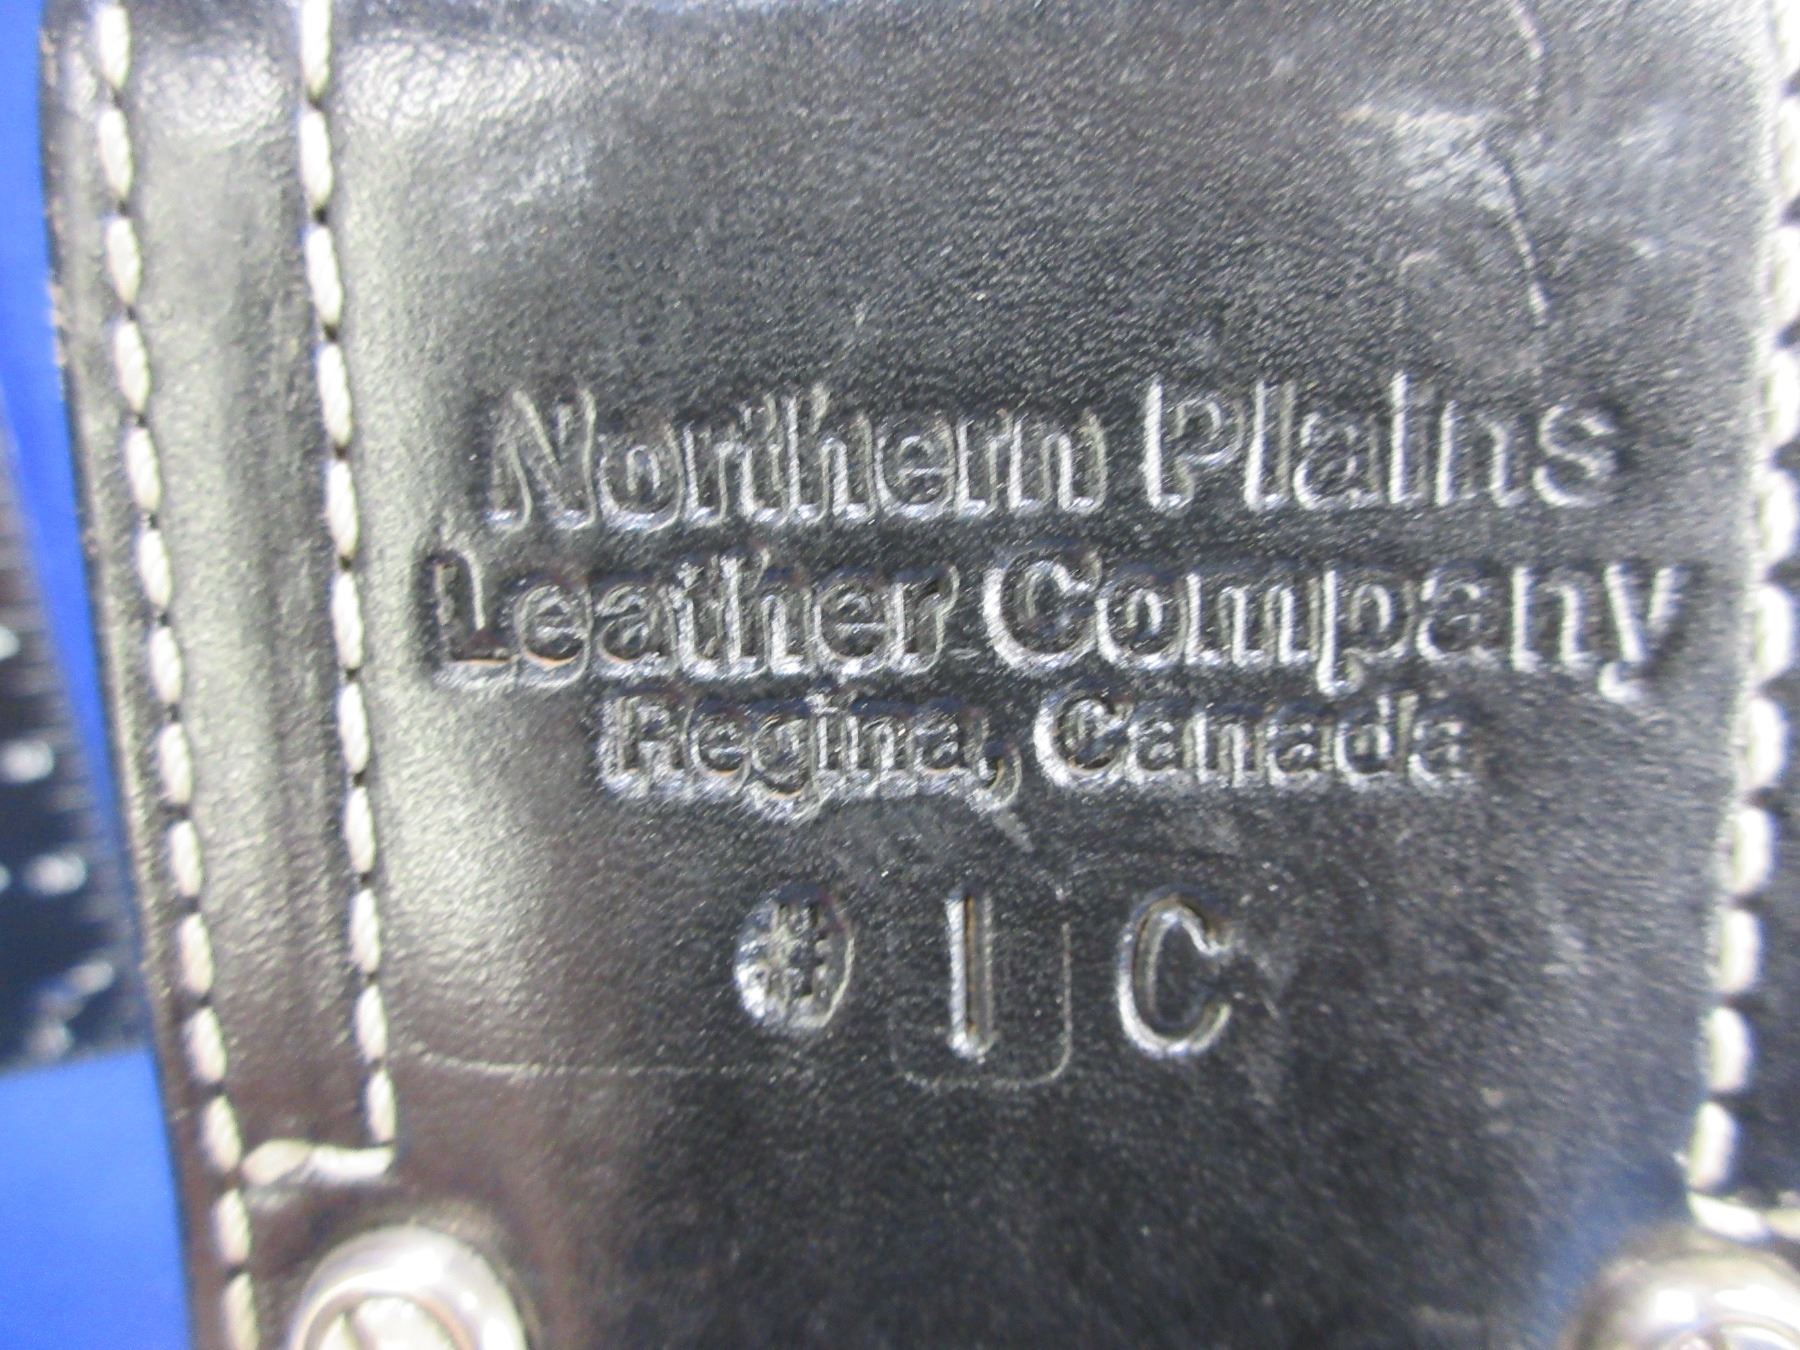 Northern Plains
Leather Company
Regina, Canada
# 1 C